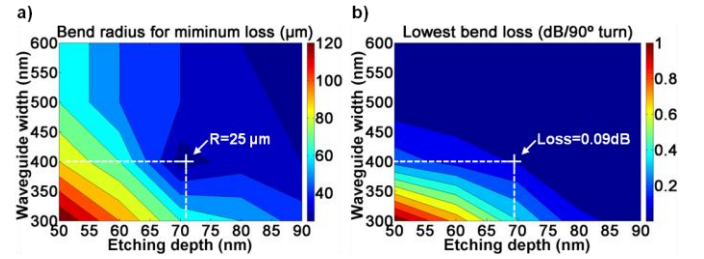 a)
Bend radius for miminum loss (µm)
Waveguide width (nm)
600
550
500
450
400
350
300
R=25 µm
50 55 60 65 70 75 80 85 90
Etching depth (nm)
120
100
80
60
40
b)
Lowest bend loss (dB/90º turn)
Waveguide width (nm)
600
550
500
450
400
350
300
Loss=0.09dB
50 55 60 65 70 75 80 85 90
Etching depth (nm)
1
0.8
0.6
0.4
0.2